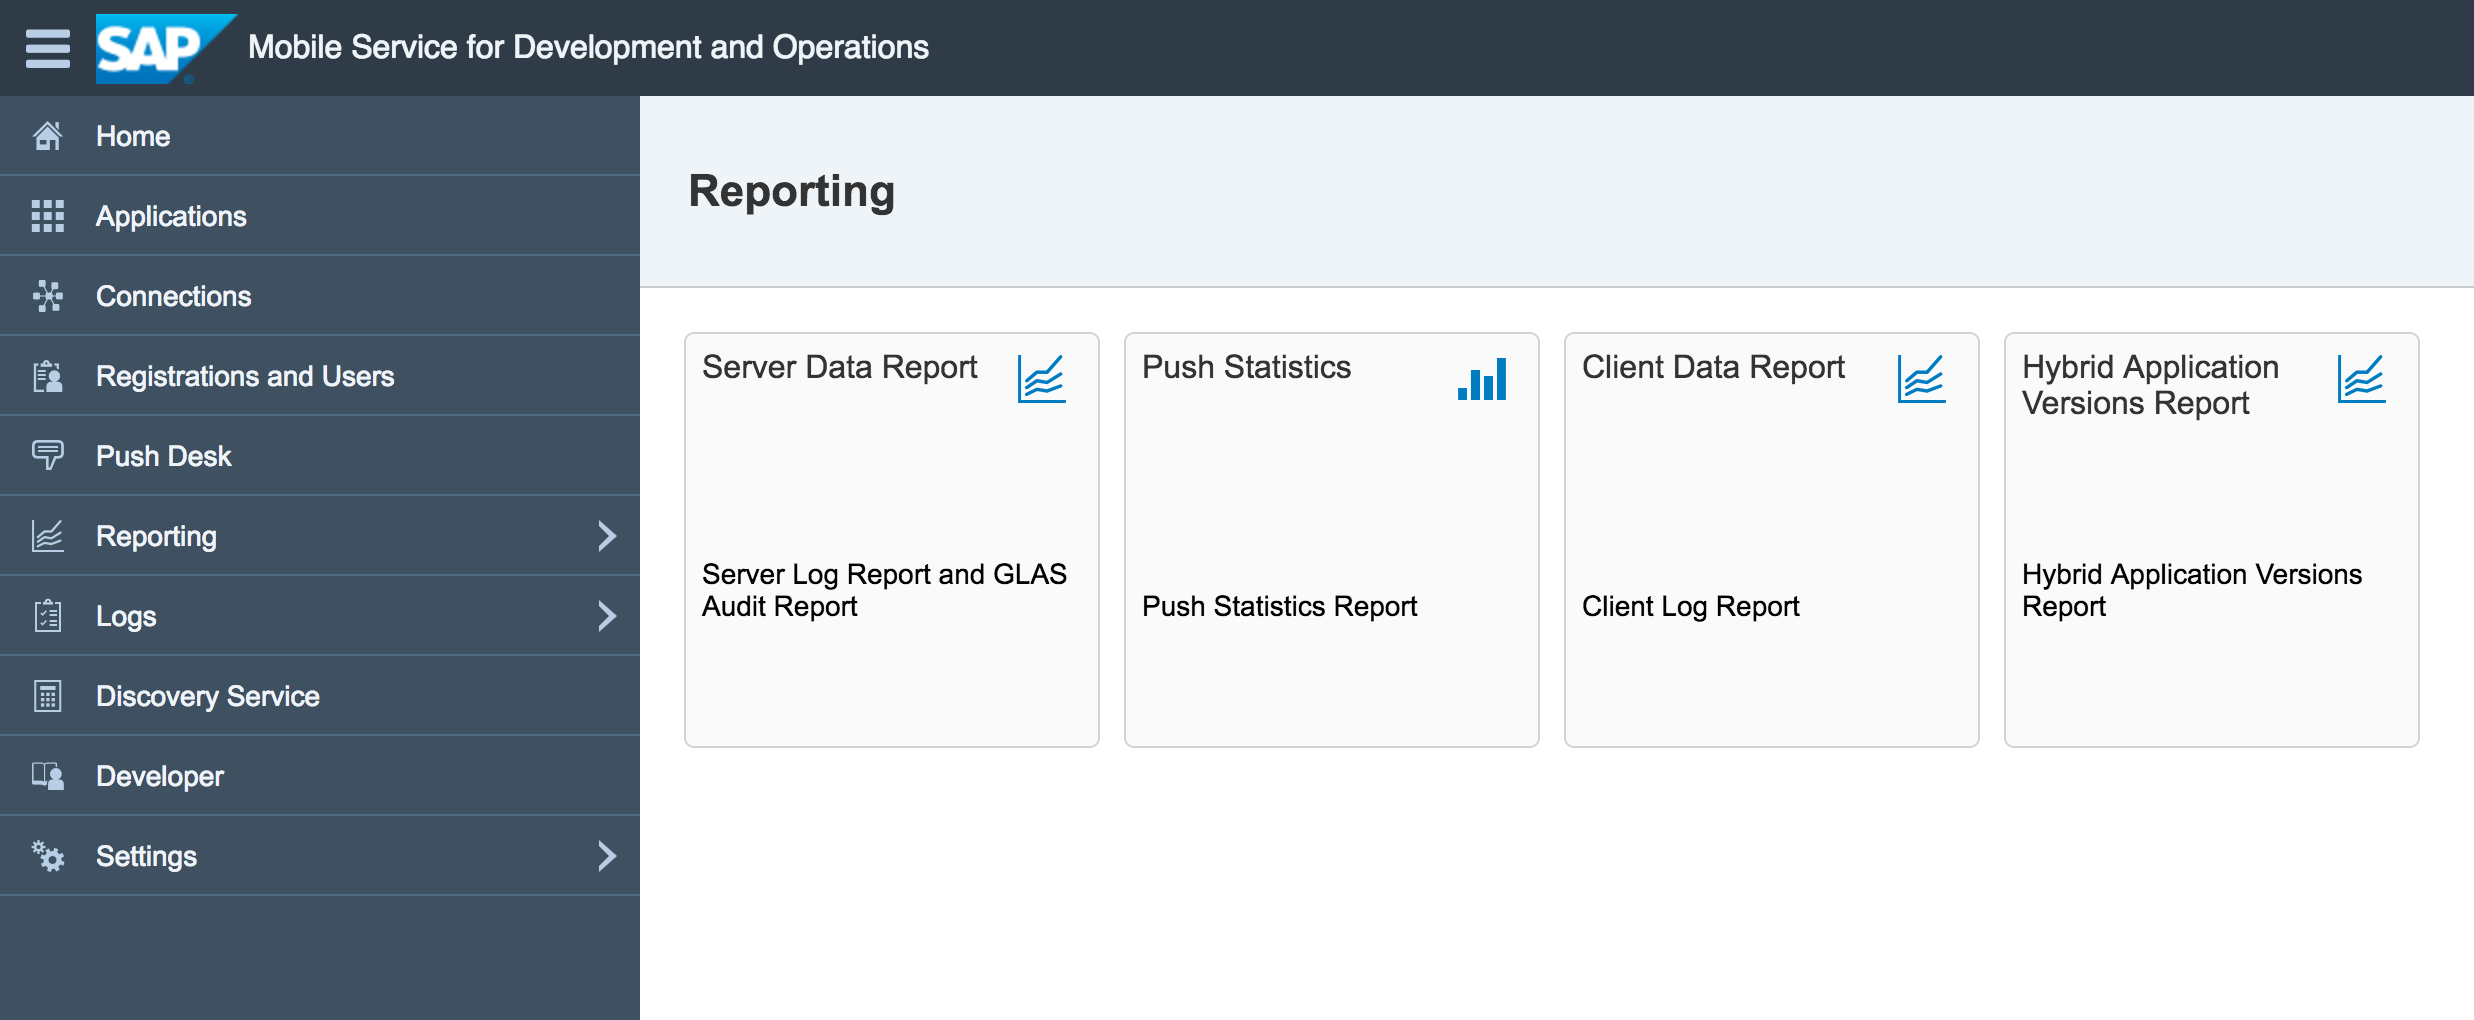 SAP
Mobile Service for Development and Operations
Home
Applications
Connections
Registrations and Users
Push Desk
Reporting
Logs
Discovery Service
Developer
Settings
Reporting
Server Data Report
Server Log Report and GLAS
Audit Report
Push Statistics
Push Statistics Report
Client Data Report
Client Log Report
Hybrid Application
Versions Report
Hybrid Application Versions
Report